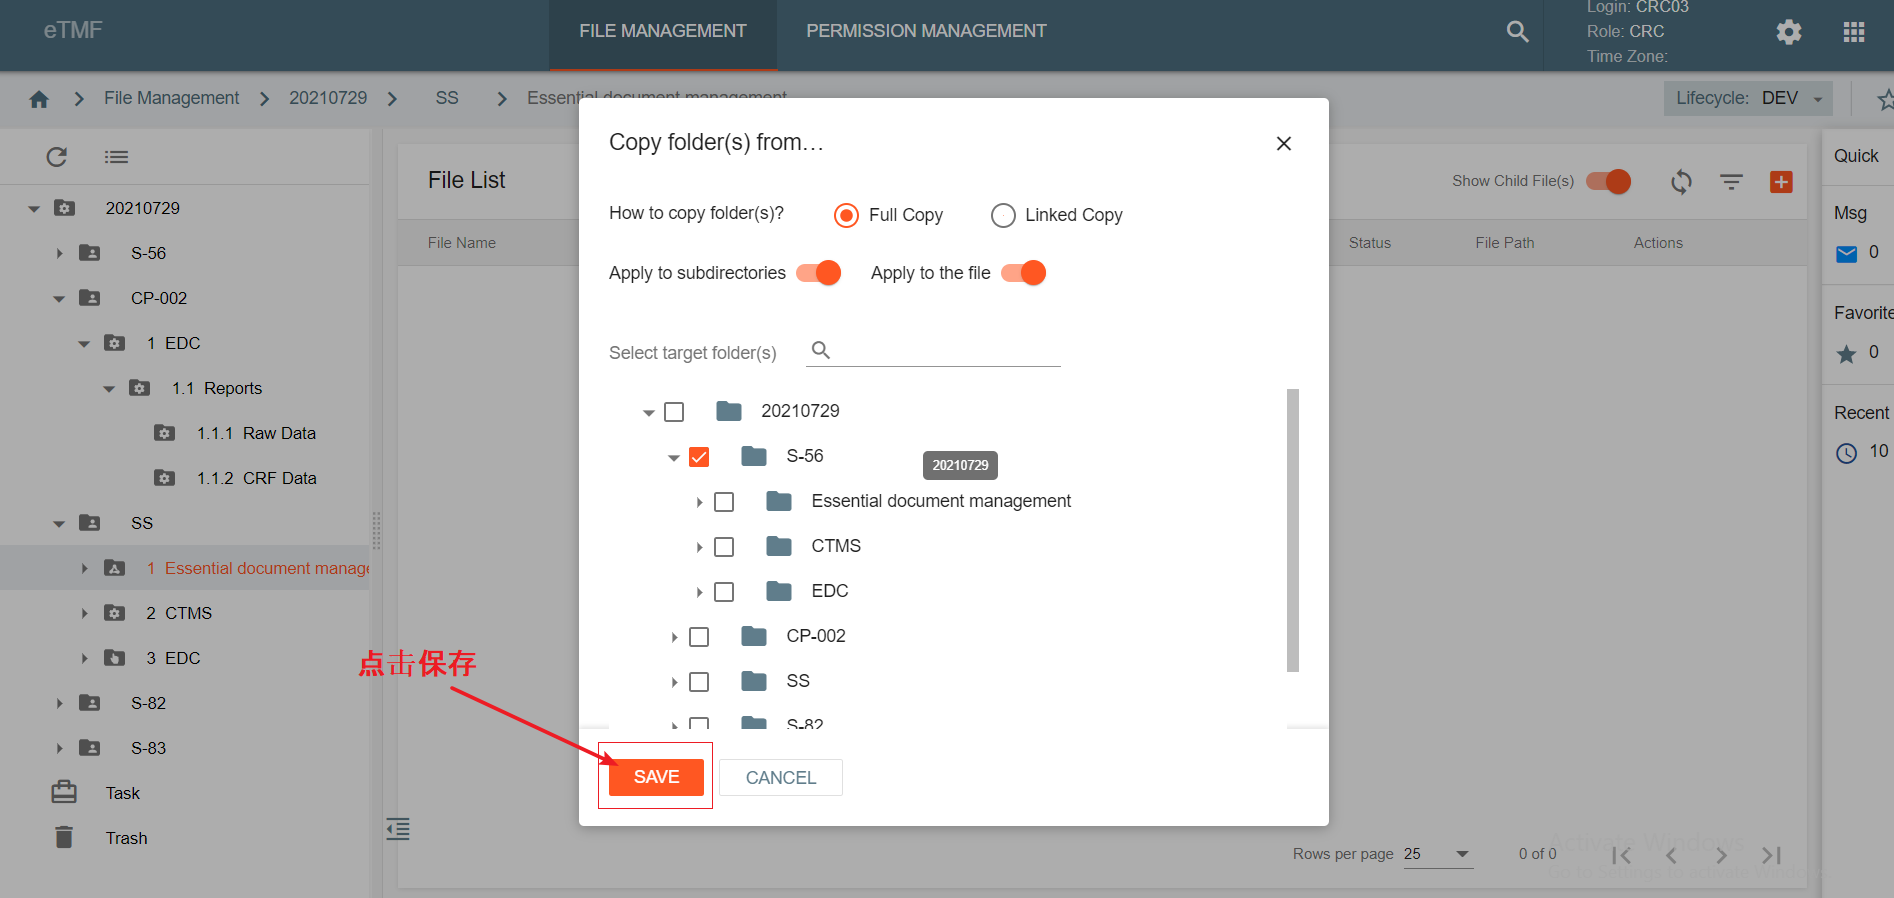 eTMF
FILE MANAGEMENT
PERMISSION MANAGEMENT
Login: CRC03
Role: CRC
Time Zone:
File Management
20210729
SS
Essential document management
Lifecycle: DEV
20210729
S-56
CP-002
1 EDC
1.1 Reports
1.1.1 Raw Data
1.1.2 CRF Data
SS
1 Essential document manage
2 CTMS
3 EDC
S-82
S-83
Task
Trash
File List
Show Child File(s)
File Name
Status
File Path
Actions
Copy folder(s) from…
How to copy folder(s)?
Full Copy
Linked Copy
Apply to subdirectories
Apply to the file
Select target folder(s)
20210729
S-56
20210729
Essential document management
CTMS
EDC
CP-002
SS
S-82
点击保存
SAVE
CANCEL
Rows per page 25
0 of 0
Activate Windows
Go to Settings to activate Windows
Quick
Msg
0
Favorite
0
Recent
10